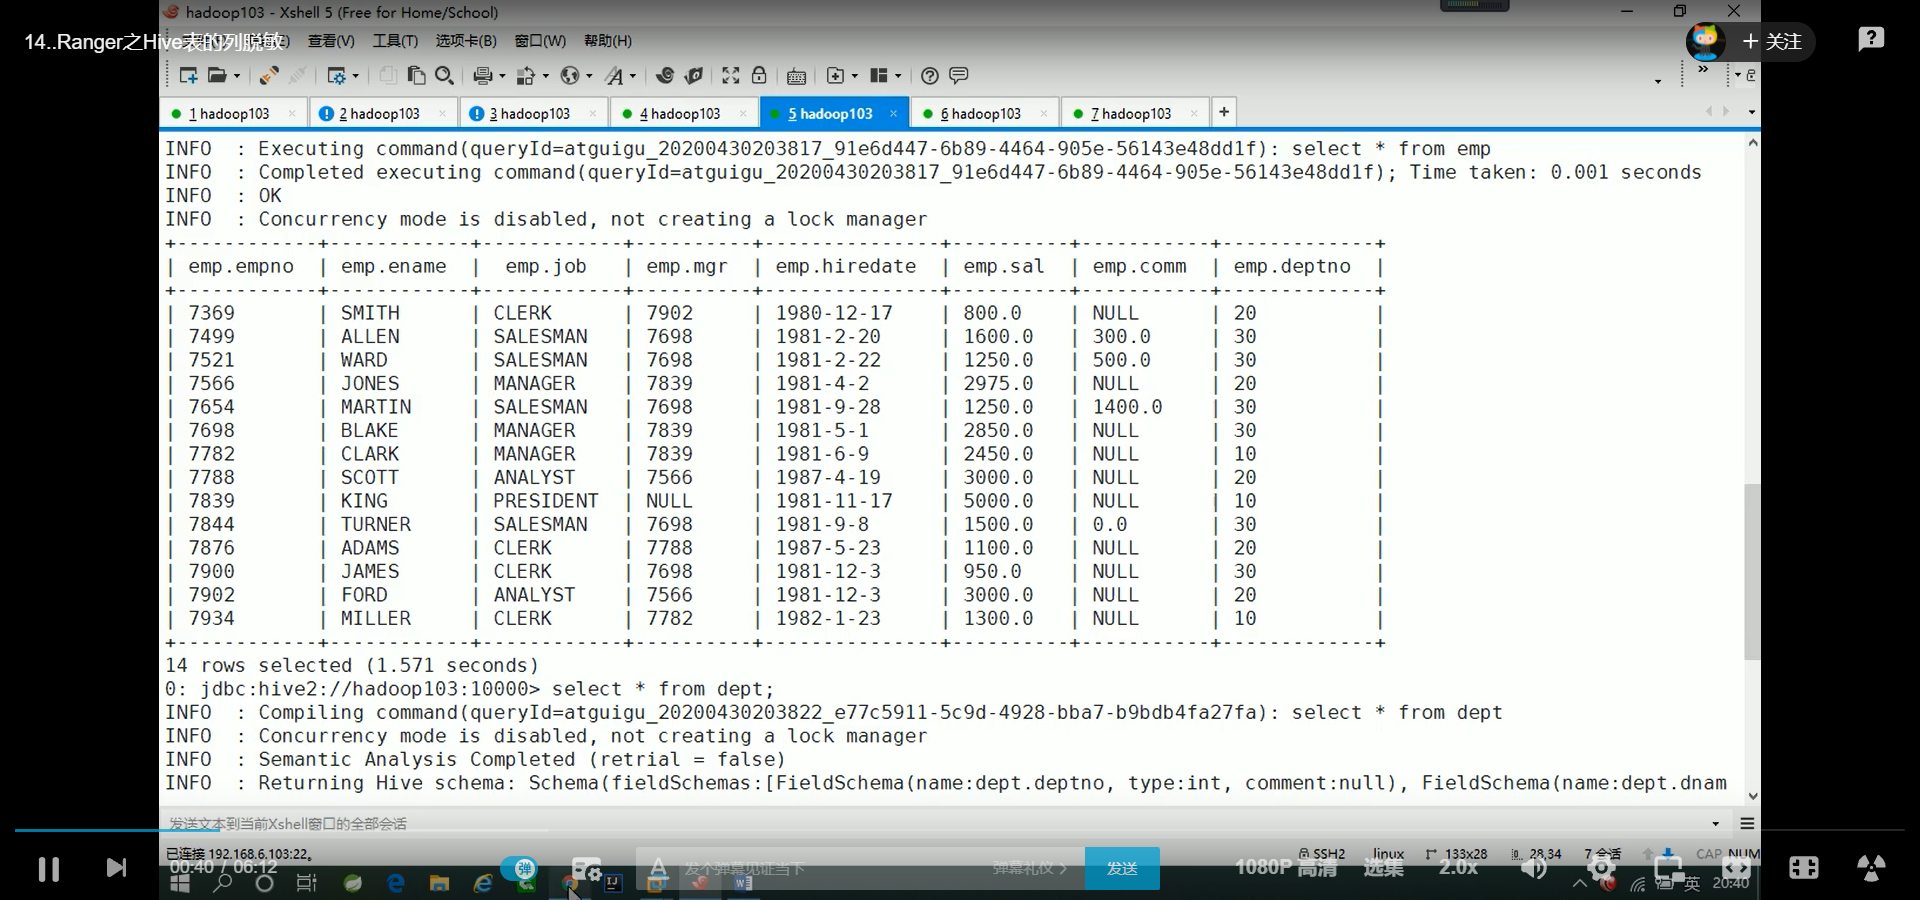 hadoop103 - Xshell 5 (Free for Home/School)
14..Ranger之Hive表的列脱敏
查看(V) 工具(T) 选项卡(B) 窗口(W) 帮助(H)
+ 关注
1 hadoop103 × 2 hadoop103 × 3 hadoop103 × 4 hadoop103 × 5 hadoop103 × 6 hadoop103 × 7 hadoop103 × +
INFO  : Executing command(queryId=atguigu_20200430203817_91e6d447-6b89-4464-905e-56143e48dd1f): select * from emp
INFO  : Completed executing command(queryId=atguigu_20200430203817_91e6d447-6b89-4464-905e-56143e48dd1f); Time taken: 0.001 seconds
INFO  : OK
INFO  : Concurrency mode is disabled, not creating a lock manager
+------------+------------+------------+----------+---------------+----------+-----------+-------------+
| emp.empno  | emp.ename  |  emp.job   | emp.mgr  | emp.hiredate  | emp.sal  | emp.comm  | emp.deptno  |
+------------+------------+------------+----------+---------------+----------+-----------+-------------+
| 7369       | SMITH      | CLERK      | 7902     | 1980-12-17    | 800.0    | NULL      | 20          |
| 7499       | ALLEN      | SALESMAN   | 7698     | 1981-2-20     | 1600.0   | 300.0     | 30          |
| 7521       | WARD       | SALESMAN   | 7698     | 1981-2-22     | 1250.0   | 500.0     | 30          |
| 7566       | JONES      | MANAGER    | 7839     | 1981-4-2      | 2975.0   | NULL      | 20          |
| 7654       | MARTIN     | SALESMAN   | 7698     | 1981-9-28     | 1250.0   | 1400.0    | 30          |
| 7698       | BLAKE      | MANAGER    | 7839     | 1981-5-1      | 2850.0   | NULL      | 30          |
| 7782       | CLARK      | MANAGER    | 7839     | 1981-6-9      | 2450.0   | NULL      | 10          |
| 7788       | SCOTT      | ANALYST    | 7566     | 1987-4-19     | 3000.0   | NULL      | 20          |
| 7839       | KING       | PRESIDENT  | NULL     | 1981-11-17    | 5000.0   | NULL      | 10          |
| 7844       | TURNER     | SALESMAN   | 7698     | 1981-9-8      | 1500.0   | 0.0       | 30          |
| 7876       | ADAMS      | CLERK      | 7788     | 1987-5-23     | 1100.0   | NULL      | 20          |
| 7900       | JAMES      | CLERK      | 7698     | 1981-12-3     | 950.0    | NULL      | 30          |
| 7902       | FORD       | ANALYST    | 7566     | 1981-12-3     | 3000.0   | NULL      | 20          |
| 7934       | MILLER     | CLERK      | 7782     | 1982-1-23     | 1300.0   | NULL      | 10          |
+------------+------------+------------+----------+---------------+----------+-----------+-------------+
14 rows selected (1.571 seconds)
0: jdbc:hive2://hadoop103:10000> select * from dept;
INFO  : Compiling command(queryId=atguigu_20200430203822_e77c5911-5c9d-4928-bba7-b9bdb4fa27fa): select * from dept
INFO  : Concurrency mode is disabled, not creating a lock manager
INFO  : Semantic Analysis Completed (retrial = false)
INFO  : Returning Hive schema: Schema(fieldSchemas:[FieldSchema(name:dept.deptno, type:int, comment:null), FieldSchema(name:dept.dnam
发送文本到当前Xshell窗口的全部会话
已连接 192.168.6.103:22。 SSH2 linux 133x28 28,34 7 会话 CAP NUM
00:40 / 06:12 弹 发个弹幕见证当下 弹幕礼仪 > 发送 1080P 高清 选集 2.0x
英 20:40